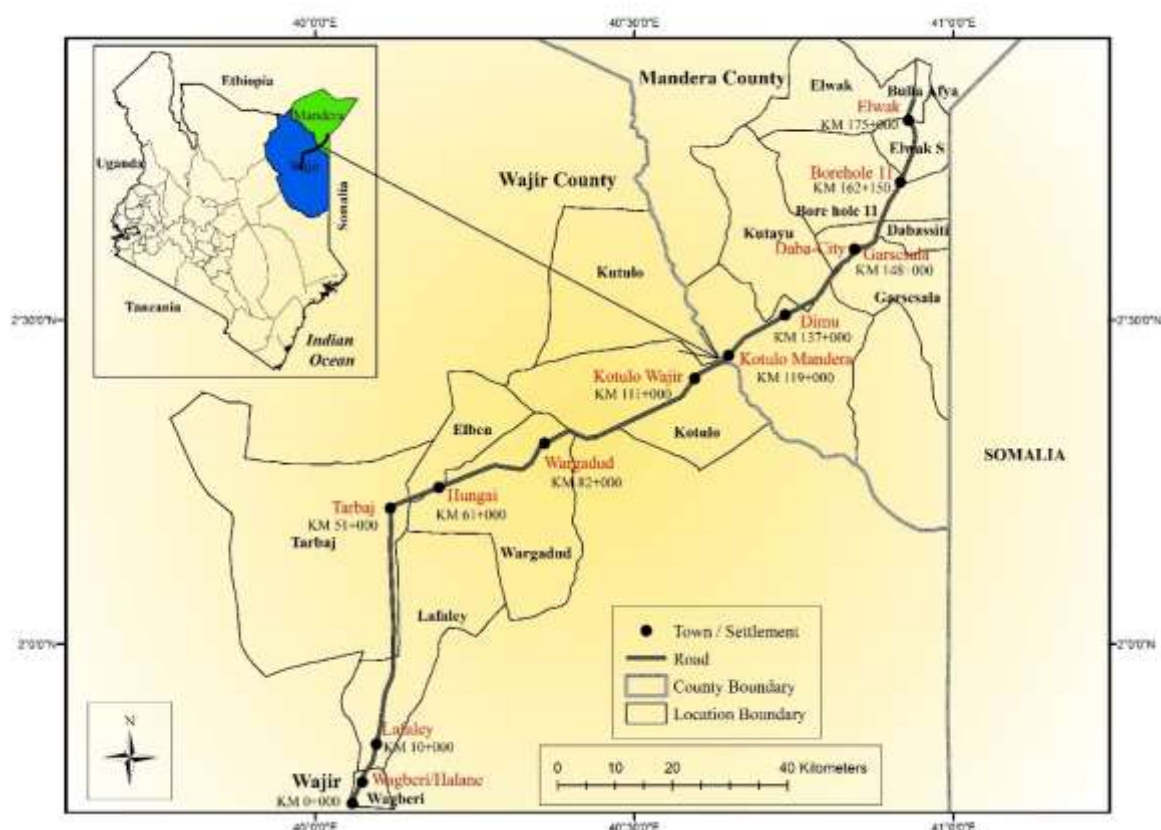 40°0'0"E
40°30'0"E
41°0'0"E
Ethiopia
Mandera
Wajir
Uganda
Somalia
Tanzania
Indian
Ocean
Mandera County
Elwak
Bulla Afya
Elwak
KM 175+000
Elwak S
Borehole 11
KM 162+150
Wajir County
Bore hole 11
Dabassiti
Kutayu
Daba-City
Garsesala
KM 148+000
Kutulo
Garsesala
2°30'0"N
2°30'0"N
Dimu
KM 137+000
Kotulo Mandera
KM 119+000
Kotulo Wajir
KM 111+000
Elben
Kotulo
Wargadud
KM 82+000
SOMALIA
Hungai
KM 61+000
Tarbaj
KM 51+000
Tarbaj
Wargadud
Lafaley
Town / Settlement
Road
County Boundary
Location Boundary
2°0'0"N
2°0'0"N
N
Lafaley
KM 10+000
0 10 20 40 Kilometers
Wajir
Wagberi/Halane
KM 0+000
Wagberi
40°0'0"E
40°30'0"E
41°0'0"E